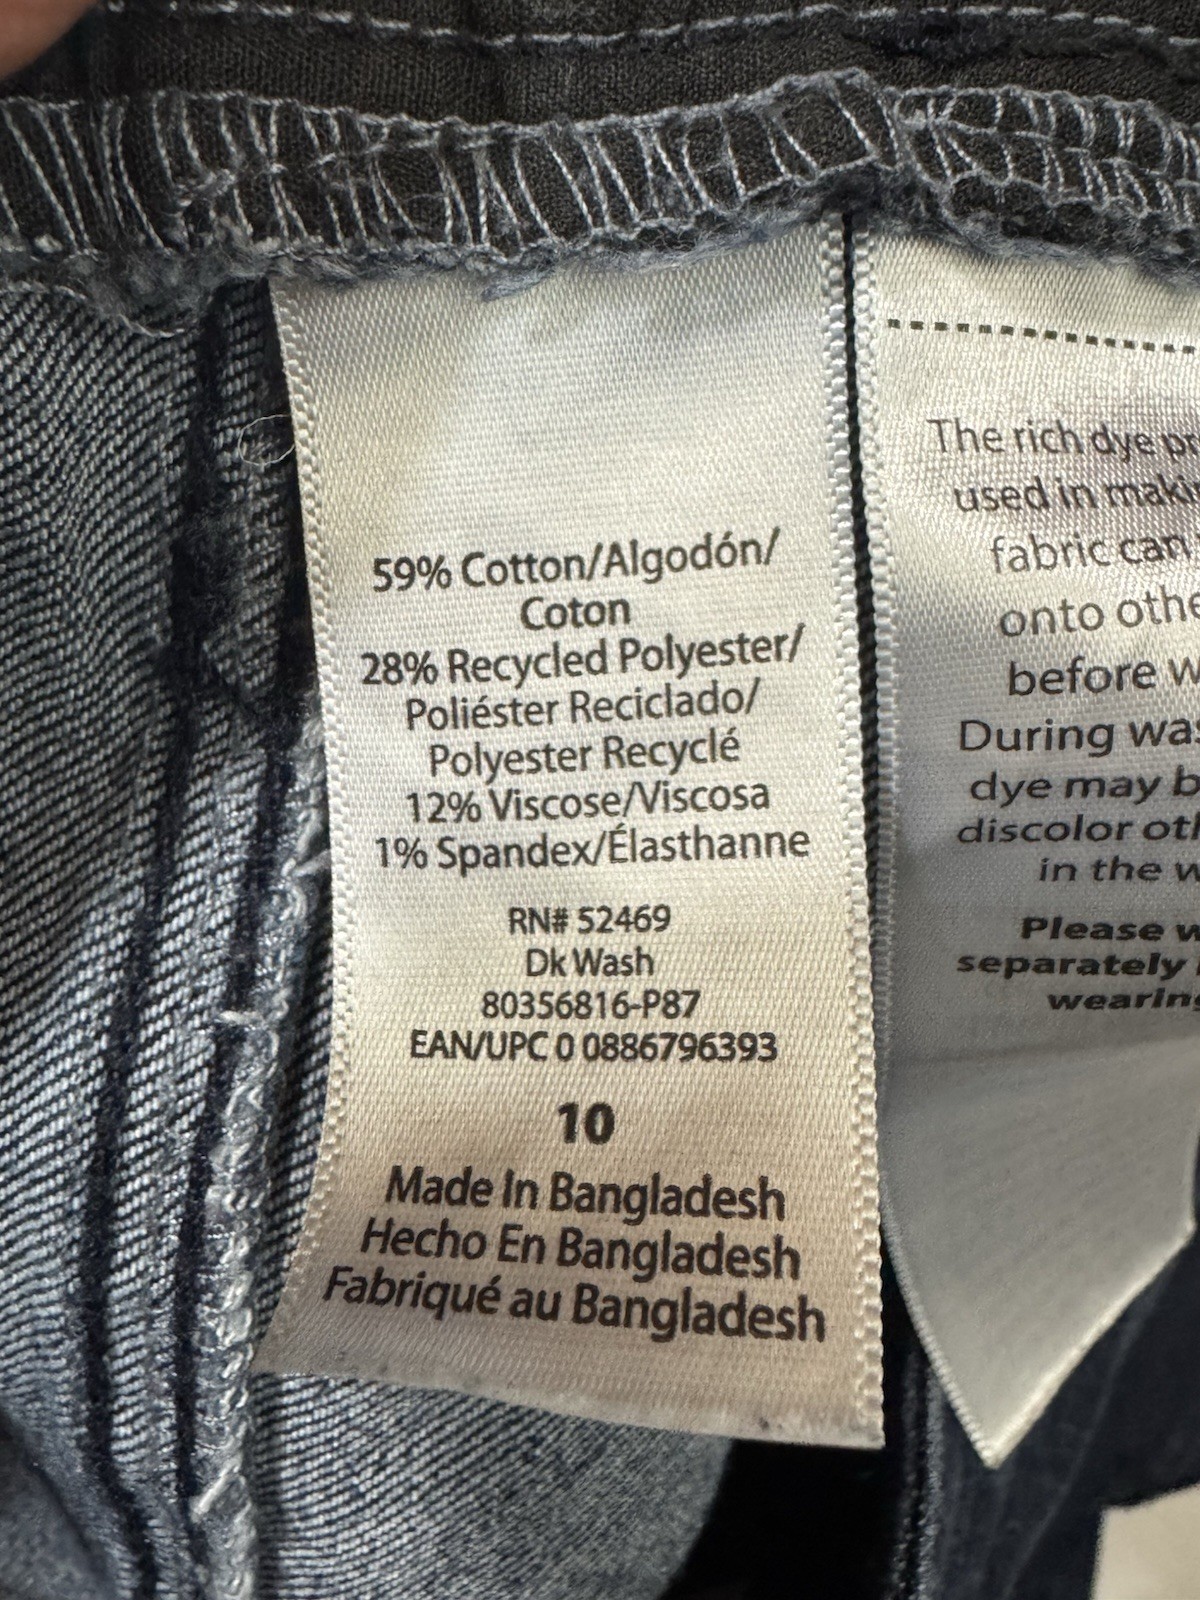 59% Cotton/Algodón/
Coton
28% Recycled Polyester/
Poliéster Reciclado/
Polyester Recyclé
12% Viscose/Viscosa
1% Spandex/Élasthanne
RN# 52469
Dk Wash
80356816-P87
EAN/UPC 0 0886796393
10
Made In Bangladesh
Hecho En Bangladesh
Fabriqué au Bangladesh
The rich dye
used in
fabric can
onto
before
During
dye may
discolor
in the
Please
separately